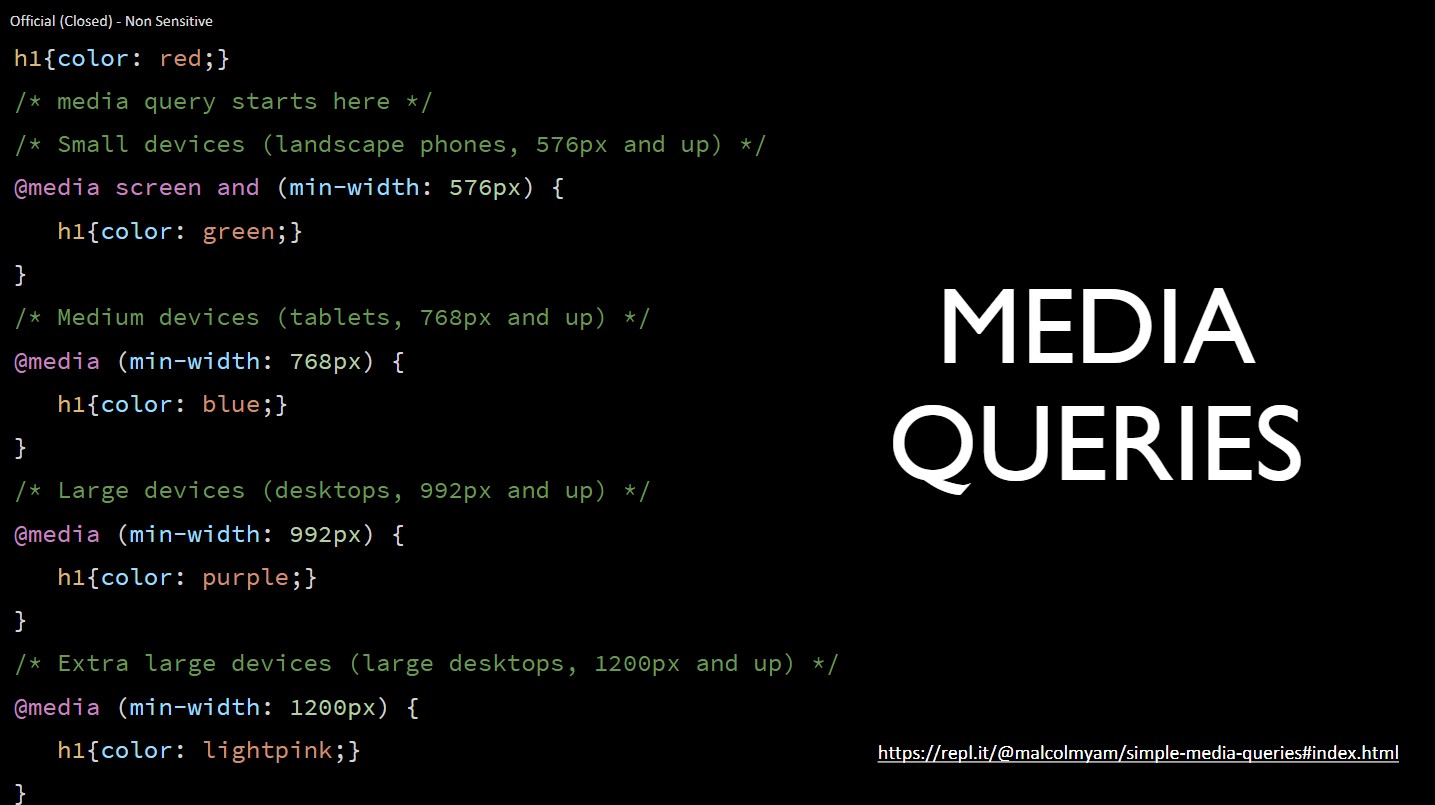 Official (Closed) - Non Sensitive
h1{color: red;}
/* media query starts here */
/* Small devices (landscape phones, 576px and up) */
@media screen and (min-width: 576px) {
   h1{color: green;}
}
/* Medium devices (tablets, 768px and up) */
@media (min-width: 768px) {
   h1{color: blue;}
}
/* Large devices (desktops, 992px and up) */
@media (min-width: 992px) {
   h1{color: purple;}
}
/* Extra large devices (large desktops, 1200px and up) */
@media (min-width: 1200px) {
   h1{color: lightpink;}
}
MEDIA
QUERIES
https://repl.it/@malcolmyam/simple-media-queries#index.html